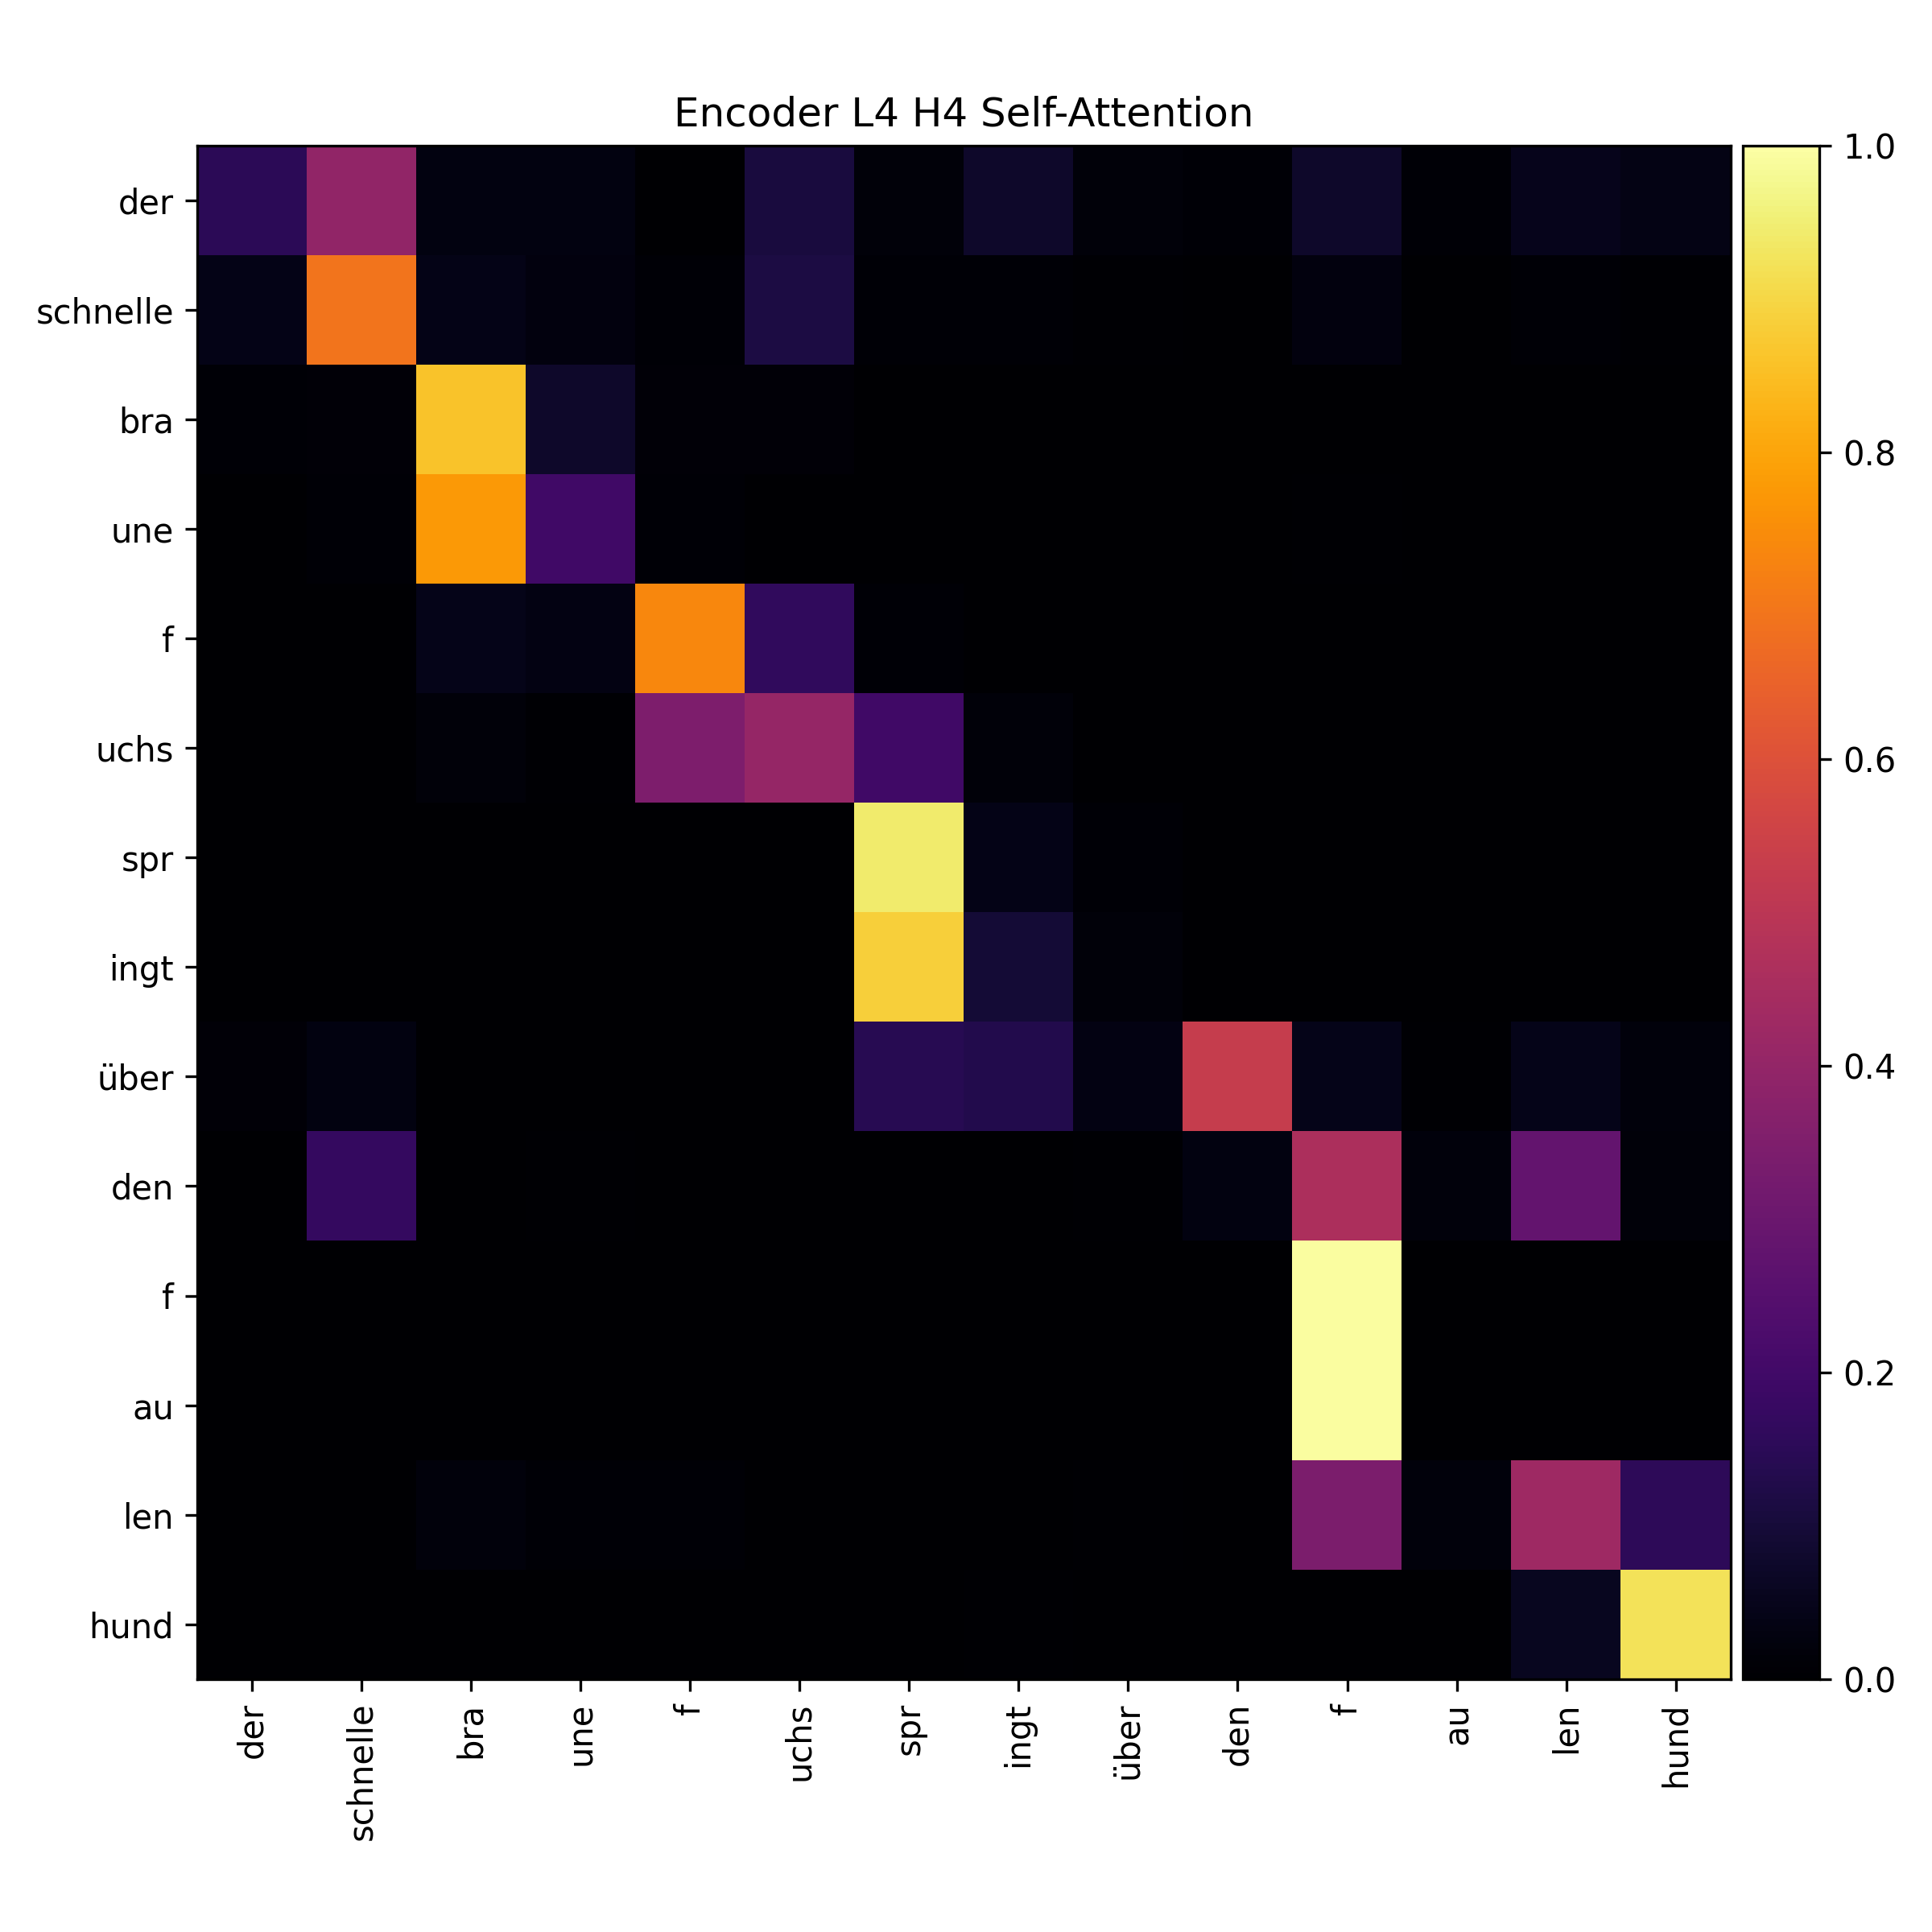 Encoder L4 H4 Self-Attention
der
schnelle
bra
une
f
uchs
spr
ingt
über
den
f
au
len
hund
der
schnelle
bra
une
f
uchs
spr
ingt
über
den
f
au
len
hund
1.0
0.8
0.6
0.4
0.2
0.0